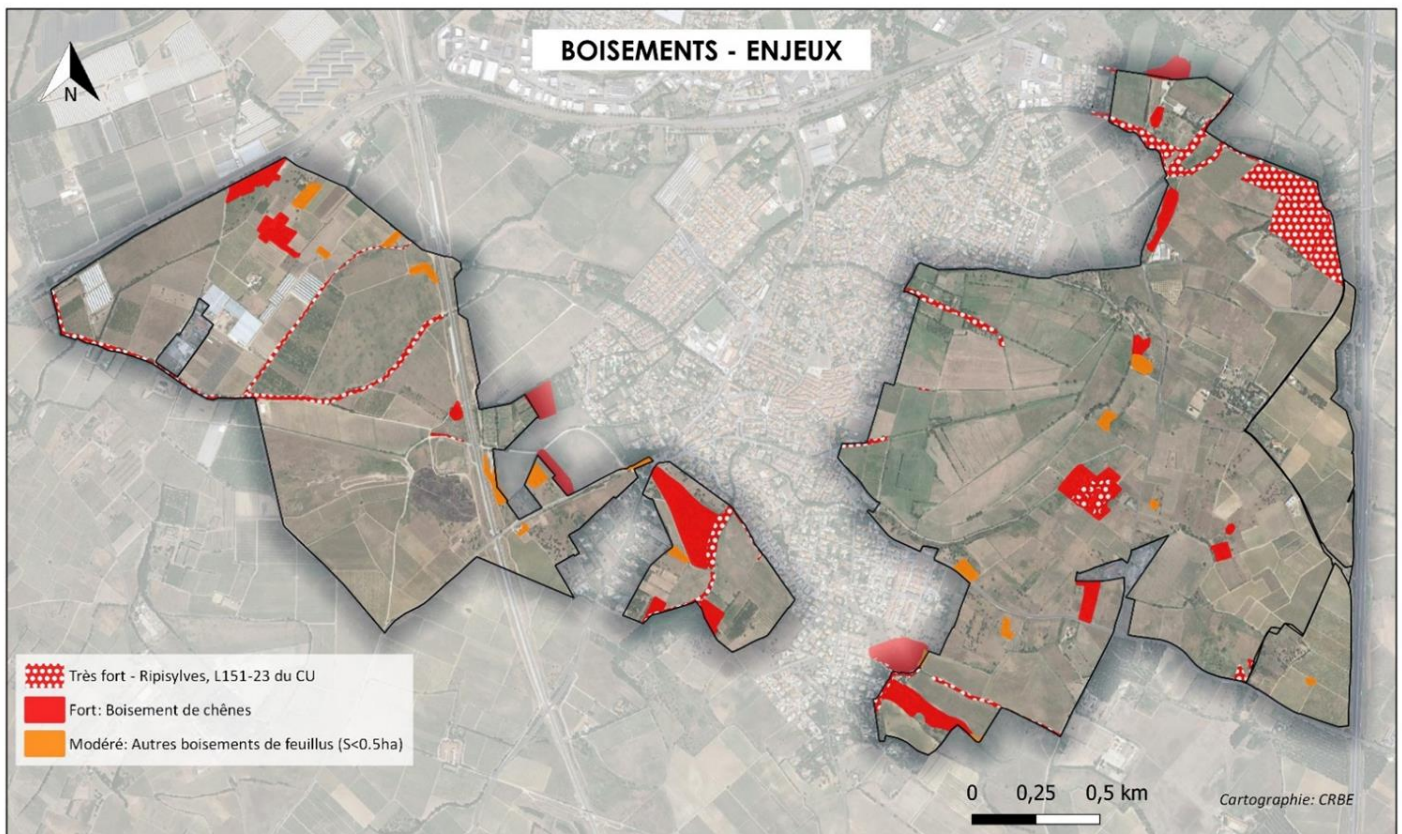 BOISEMENTS - ENJEUX
N
Très fort - Ripisylves, L151-23 du CU
Fort: Boisement de chênes
Modéré: Autres boisements de feuillus (S<0.5ha)
0 0,25 0,5 km
Cartographie: CRBE